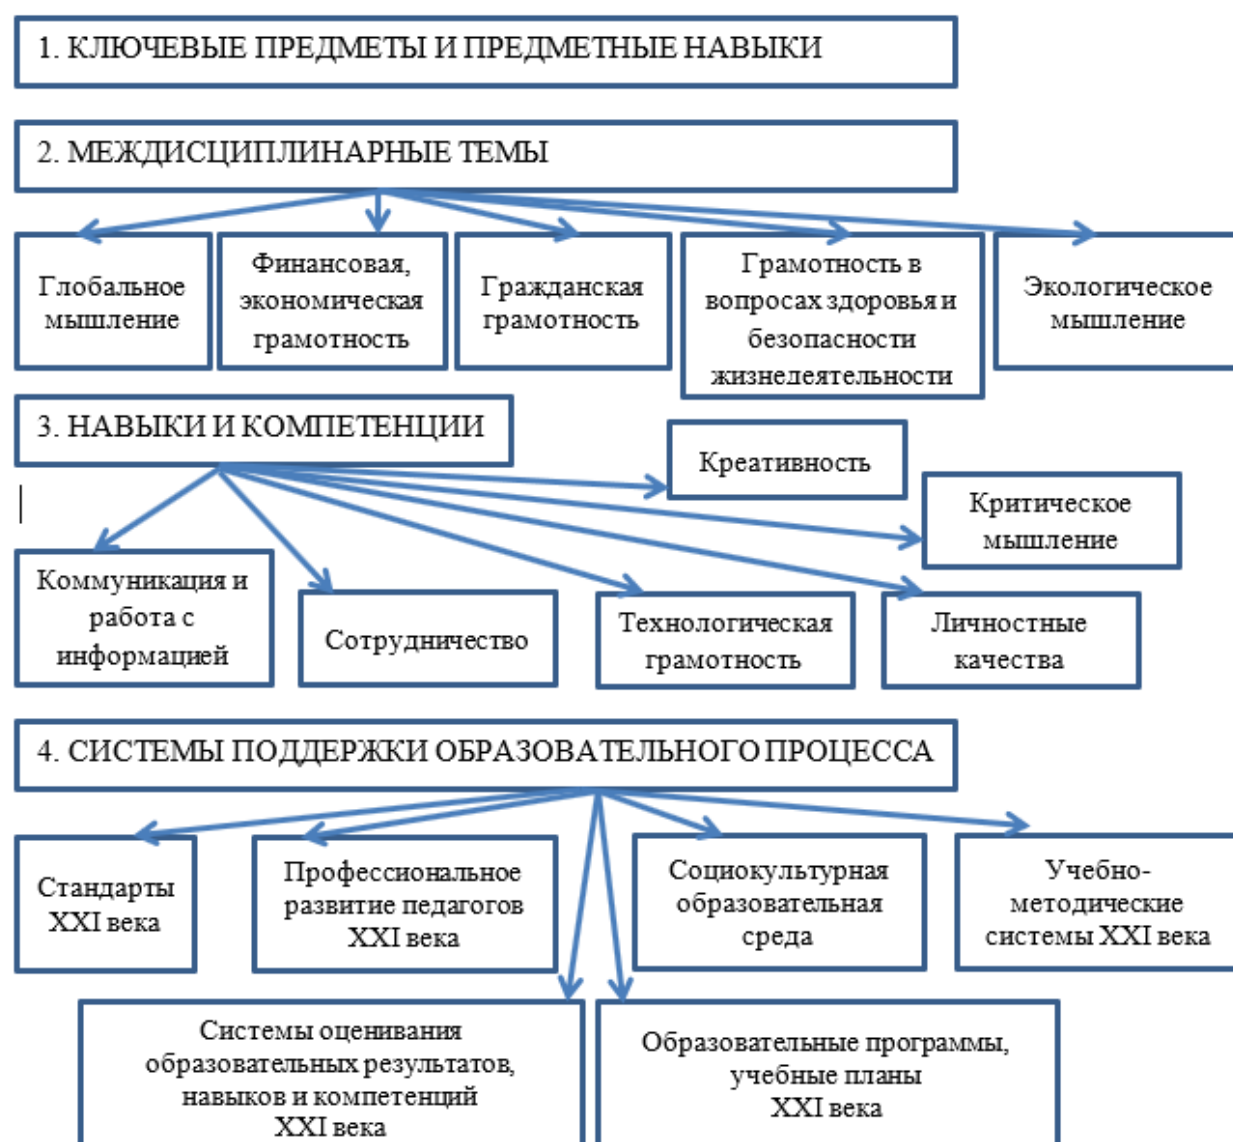 1. КЛЮЧЕВЫЕ ПРЕДМЕТЫ И ПРЕДМЕТНЫЕ НАВЫКИ
2. МЕЖДИСЦИПЛИНАРНЫЕ ТЕМЫ
Глобальное
мышление
Финансовая,
экономическая
грамотность
Гражданская
грамотность
Грамотность в
вопросах здоровья и
безопасности
жизнедеятельности
Экологическое
мышление
3. НАВЫКИ И КОМПЕТЕНЦИИ
Креативность
Критическое
мышление
Коммуникация и
работа с
информацией
Сотрудничество
Технологическая
грамотность
Личностные
качества
4. СИСТЕМЫ ПОДДЕРЖКИ ОБРАЗОВАТЕЛЬНОГО ПРОЦЕССА
Стандарты
XXI века
Профессиональное
развитие педагогов
XXI века
Социокультурная
образовательная
среда
Учебно-
методические
системы XXI века
Системы оценивания
образовательных результатов,
навыков и компетенций
XXI века
Образовательные программы,
учебные планы
XXI века